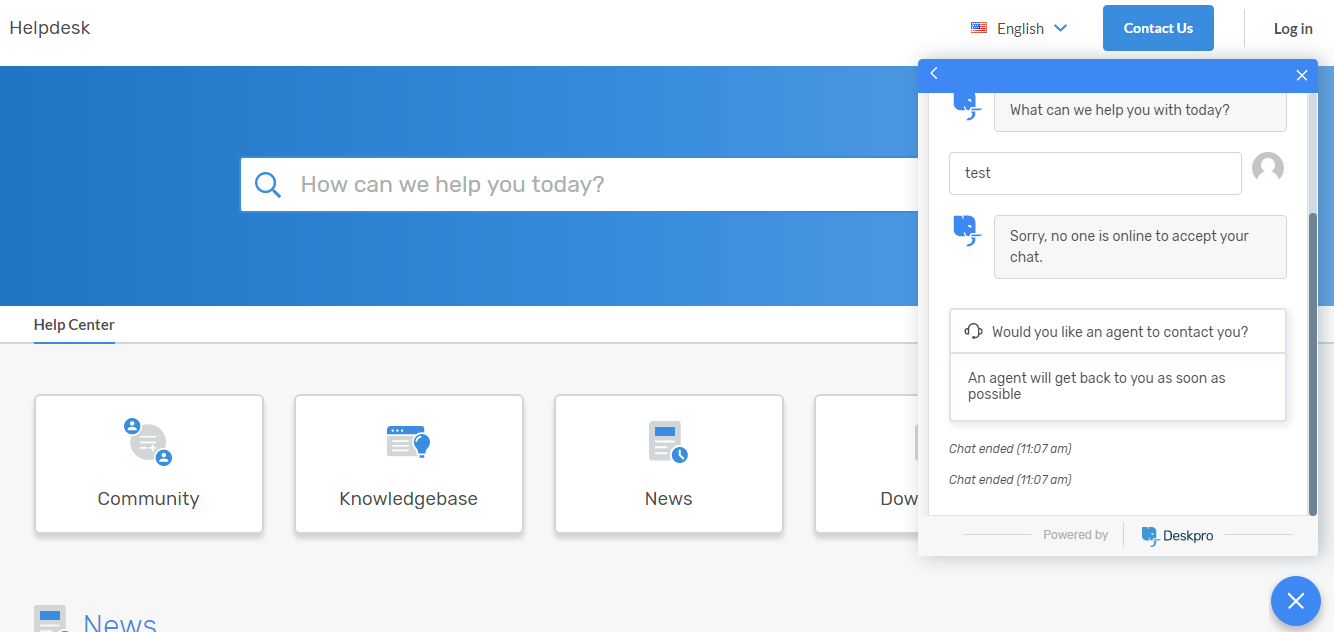 Helpdesk
English
Contact Us
Log in
How can we help you today?
Help Center
Community
Knowledgebase
News
News
What can we help you with today?
test
Sorry, no one is online to accept your
chat.
Would you like an agent to contact you?
An agent will get back to you as soon as
possible
Chat ended (11:07 am)
Chat ended (11:07 am)
Powered by
Deskpro